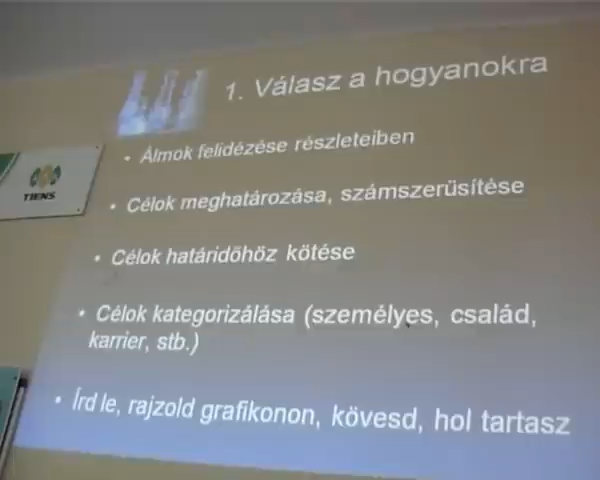 1. Válasz a hogyanokra
• Álmok felidézése részleteiben
TIENS
• Célok meghatározása, számszerűsítése
• Célok határidőhöz kötése
• Célok kategorizálása (személyes, család,
karrier, stb.)
• Írd le, rajzold grafikonon, kövesd, hol tartasz